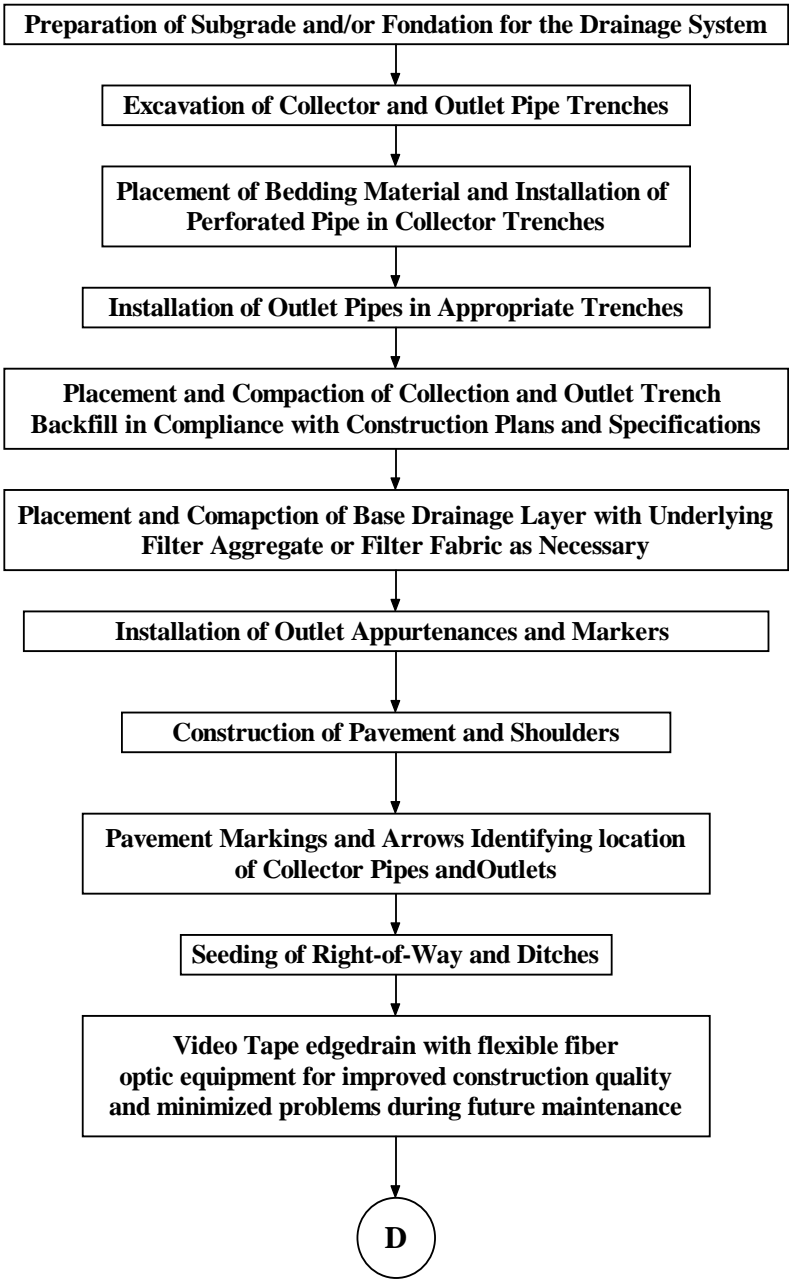 Preparation of Subgrade and/or Fondation for the Drainage System
Excavation of Collector and Outlet Pipe Trenches
Placement of Bedding Material and Installation of
Perforated Pipe in Collector Trenches
Installation of Outlet Pipes in Appropriate Trenches
Placement and Compaction of Collection and Outlet Trench
Backfill in Compliance with Construction Plans and Specifications
Placement and Comapction of Base Drainage Layer with Underlying
Filter Aggregate or Filter Fabric as Necessary
Installation of Outlet Appurtenances and Markers
Construction of Pavement and Shoulders
Pavement Markings and Arrows Identifying location
of Collector Pipes andOutlets
Seeding of Right-of-Way and Ditches
Video Tape edgedrain with flexible fiber
optic equipment for improved construction quality
and minimized problems during future maintenance
D